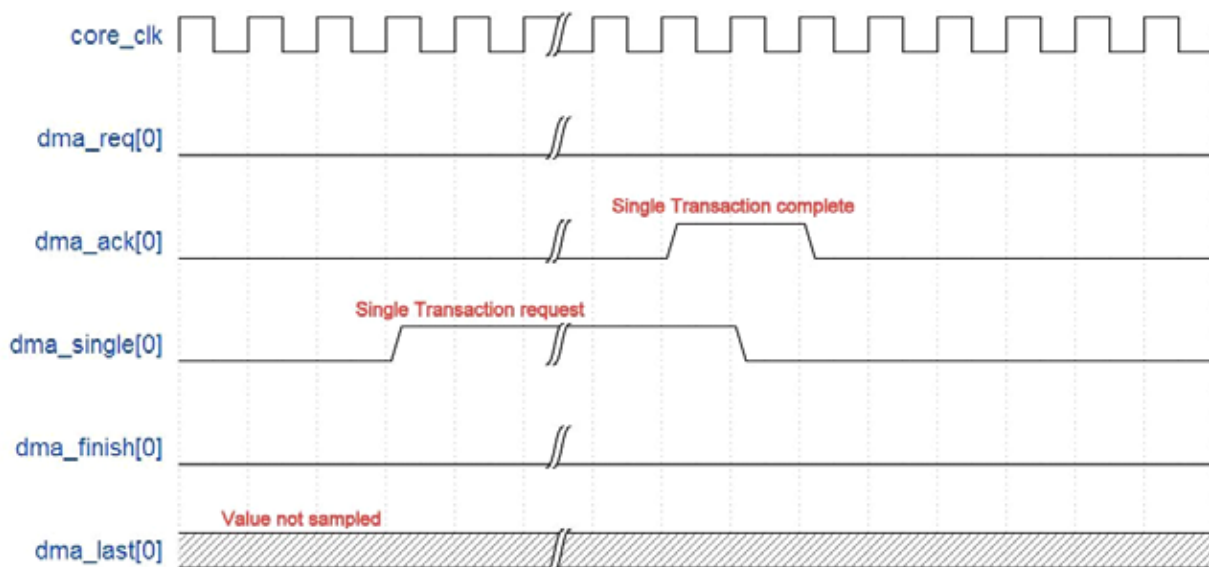 core_clk
dma_req[0]
Single Transaction complete
dma_ack[0]
Single Transaction request
dma_single[0]
dma_finish[0]
Value not sampled
dma_last[0]